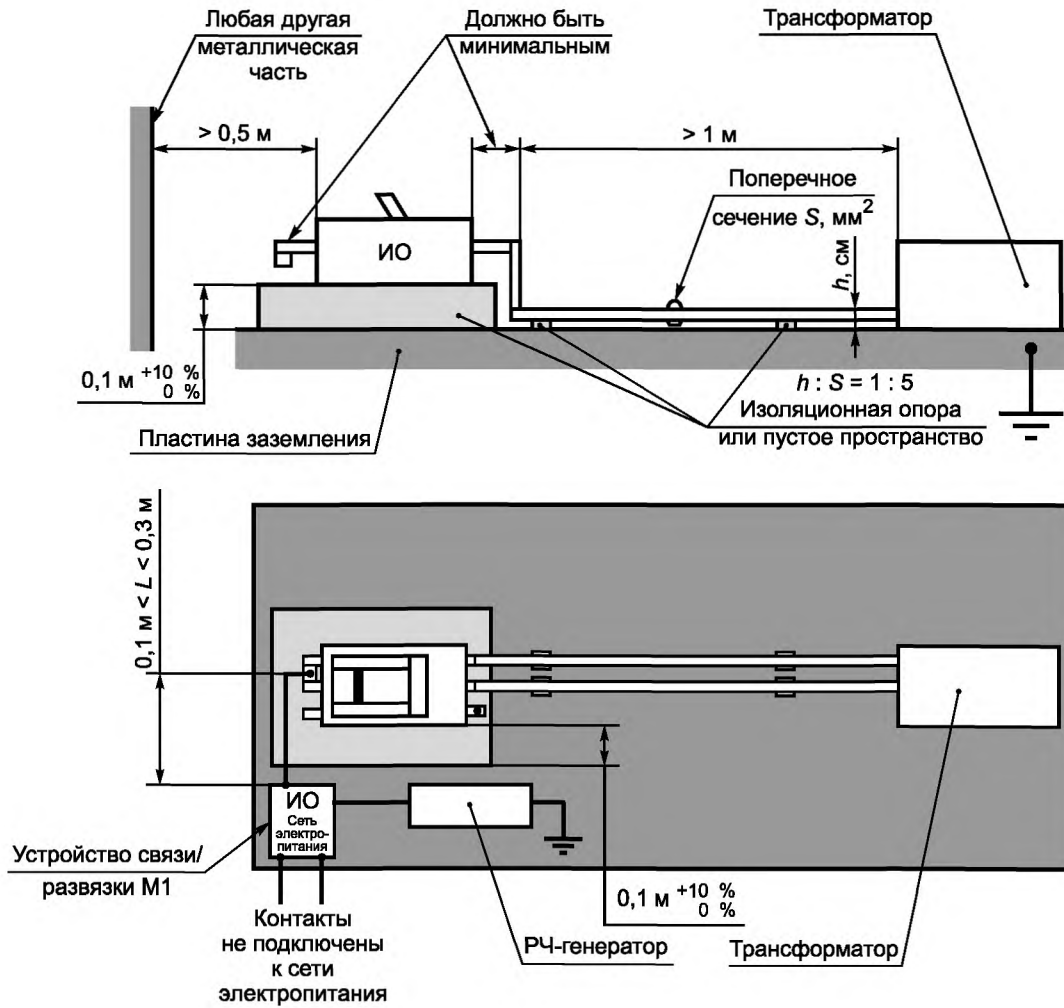 Любая другая
металлическая
часть
Должно быть
минимальным
Трансформатор
> 0,5 м
> 1 м
Поперечное
сечение S, мм²
ИО
h, см
0,1 м +10 %
0 %
h : S = 1 : 5
Изоляционная опора
или пустое пространство
Пластина заземления
0,1 м < L < 0,3 м
ИО
Сеть
электро-
питания
Устройство связи/
развязки М1
Контакты
не подключены
к сети
электропитания
РЧ-генератор
0,1 м +10 %
0 %
Трансформатор